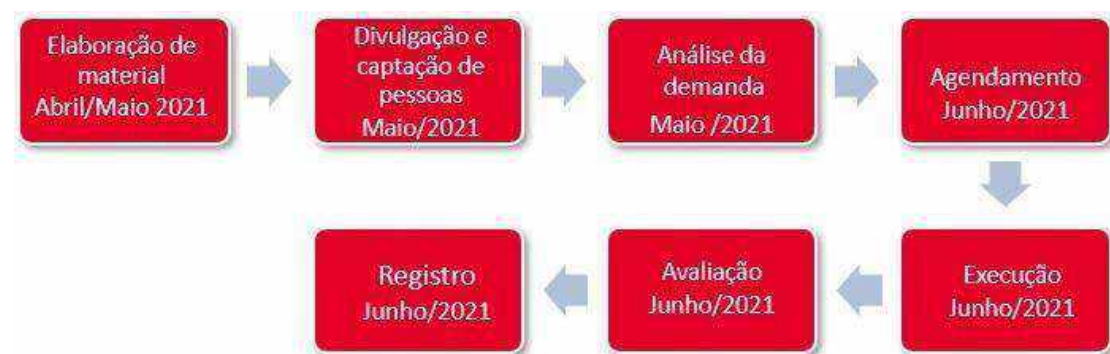 Elaboração de
material
Abril/Maio 2021
Divulgação e
captação de
pessoas
Maio/2021
Análise da
demanda
Maio /2021
Agendamento
Junho/2021
Execução
Junho/2021
Avaliação
Junho/2021
Registro
Junho/2021